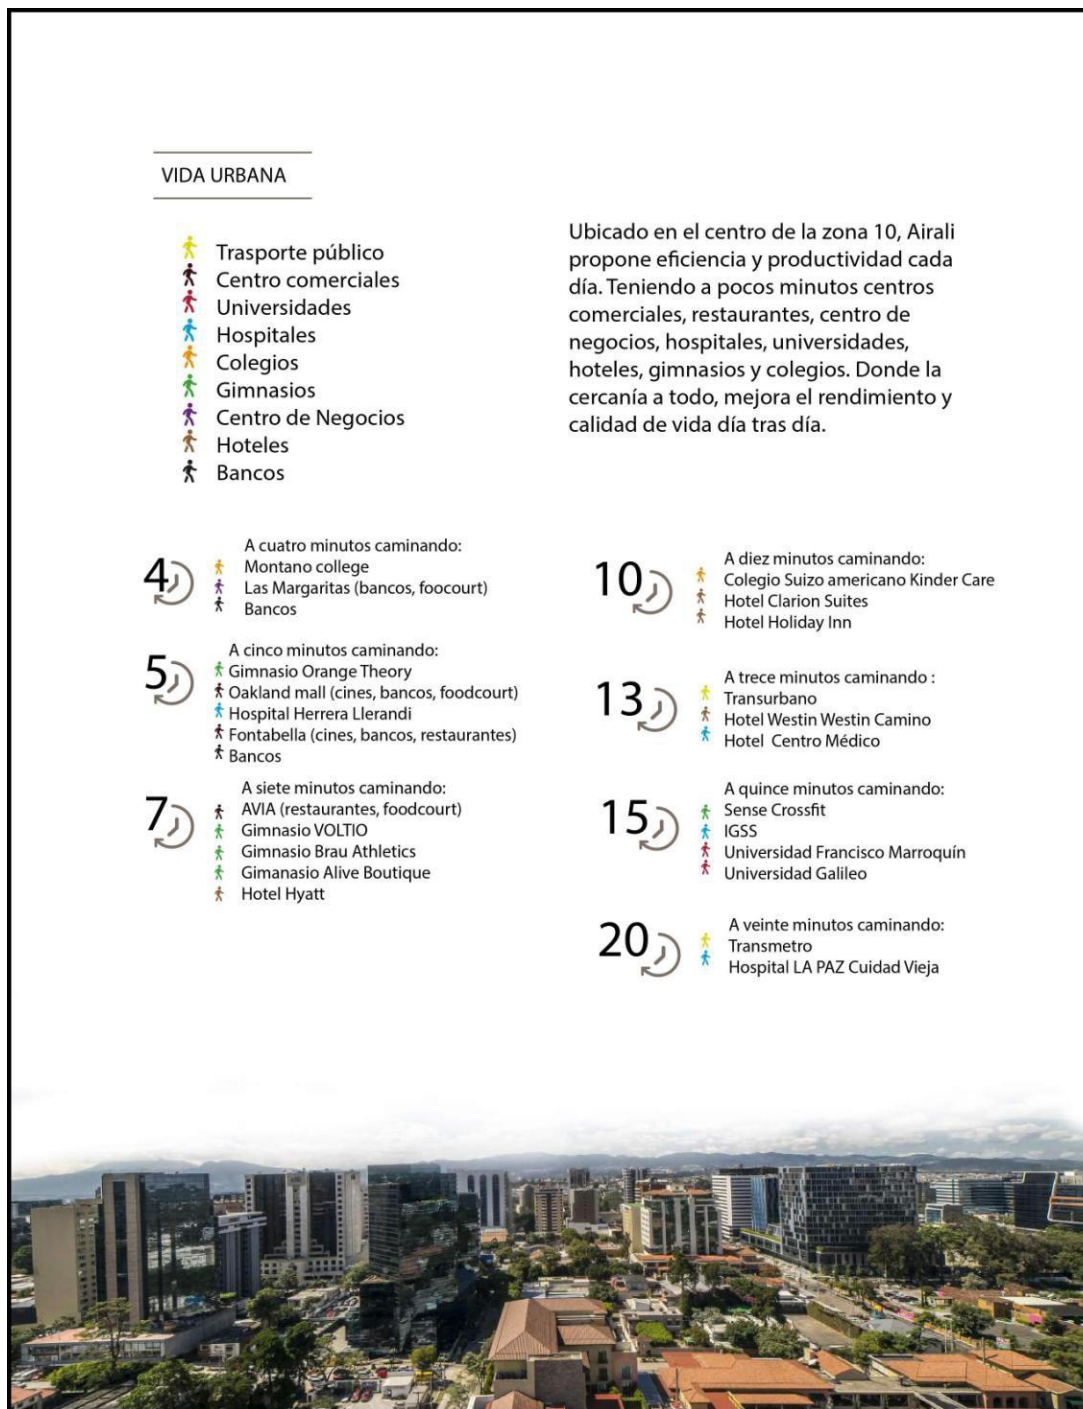 VIDA URBANA
Trasporte público
Centro comerciales
Universidades
Hospitales
Colegios
Gimnasios
Centro de Negocios
Hoteles
Bancos
Ubicado en el centro de la zona 10, Airali
propone eficiencia y productividad cada
día. Teniendo a pocos minutos centros
comerciales, restaurantes, centro de
negocios, hospitales, universidades,
hoteles, gimnasios y colegios. Donde la
cercanía a todo, mejora el rendimiento y
calidad de vida día tras día.
4
A cuatro minutos caminando:
Montano college
Las Margaritas (bancos, foocourt)
Bancos
5
A cinco minutos caminando:
Gimnasio Orange Theory
Oakland mall (cines, bancos, foodcourt)
Hospital Herrera Llerandi
Fontabella (cines, bancos, restaurantes)
Bancos
7
A siete minutos caminando:
AVIA (restaurantes, foodcourt)
Gimnasio VOLTIO
Gimnasio Brau Athletics
Gimanasio Alive Boutique
Hotel Hyatt
10
A diez minutos caminando:
Colegio Suizo americano Kinder Care
Hotel Clarion Suites
Hotel Holiday Inn
13
A trece minutos caminando :
Transurbano
Hotel Westin Westin Camino
Hotel Centro Médico
15
A quince minutos caminando:
Sense Crossfit
IGSS
Universidad Francisco Marroquín
Universidad Galileo
20
A veinte minutos caminando:
Transmetro
Hospital LA PAZ Cuidad Vieja